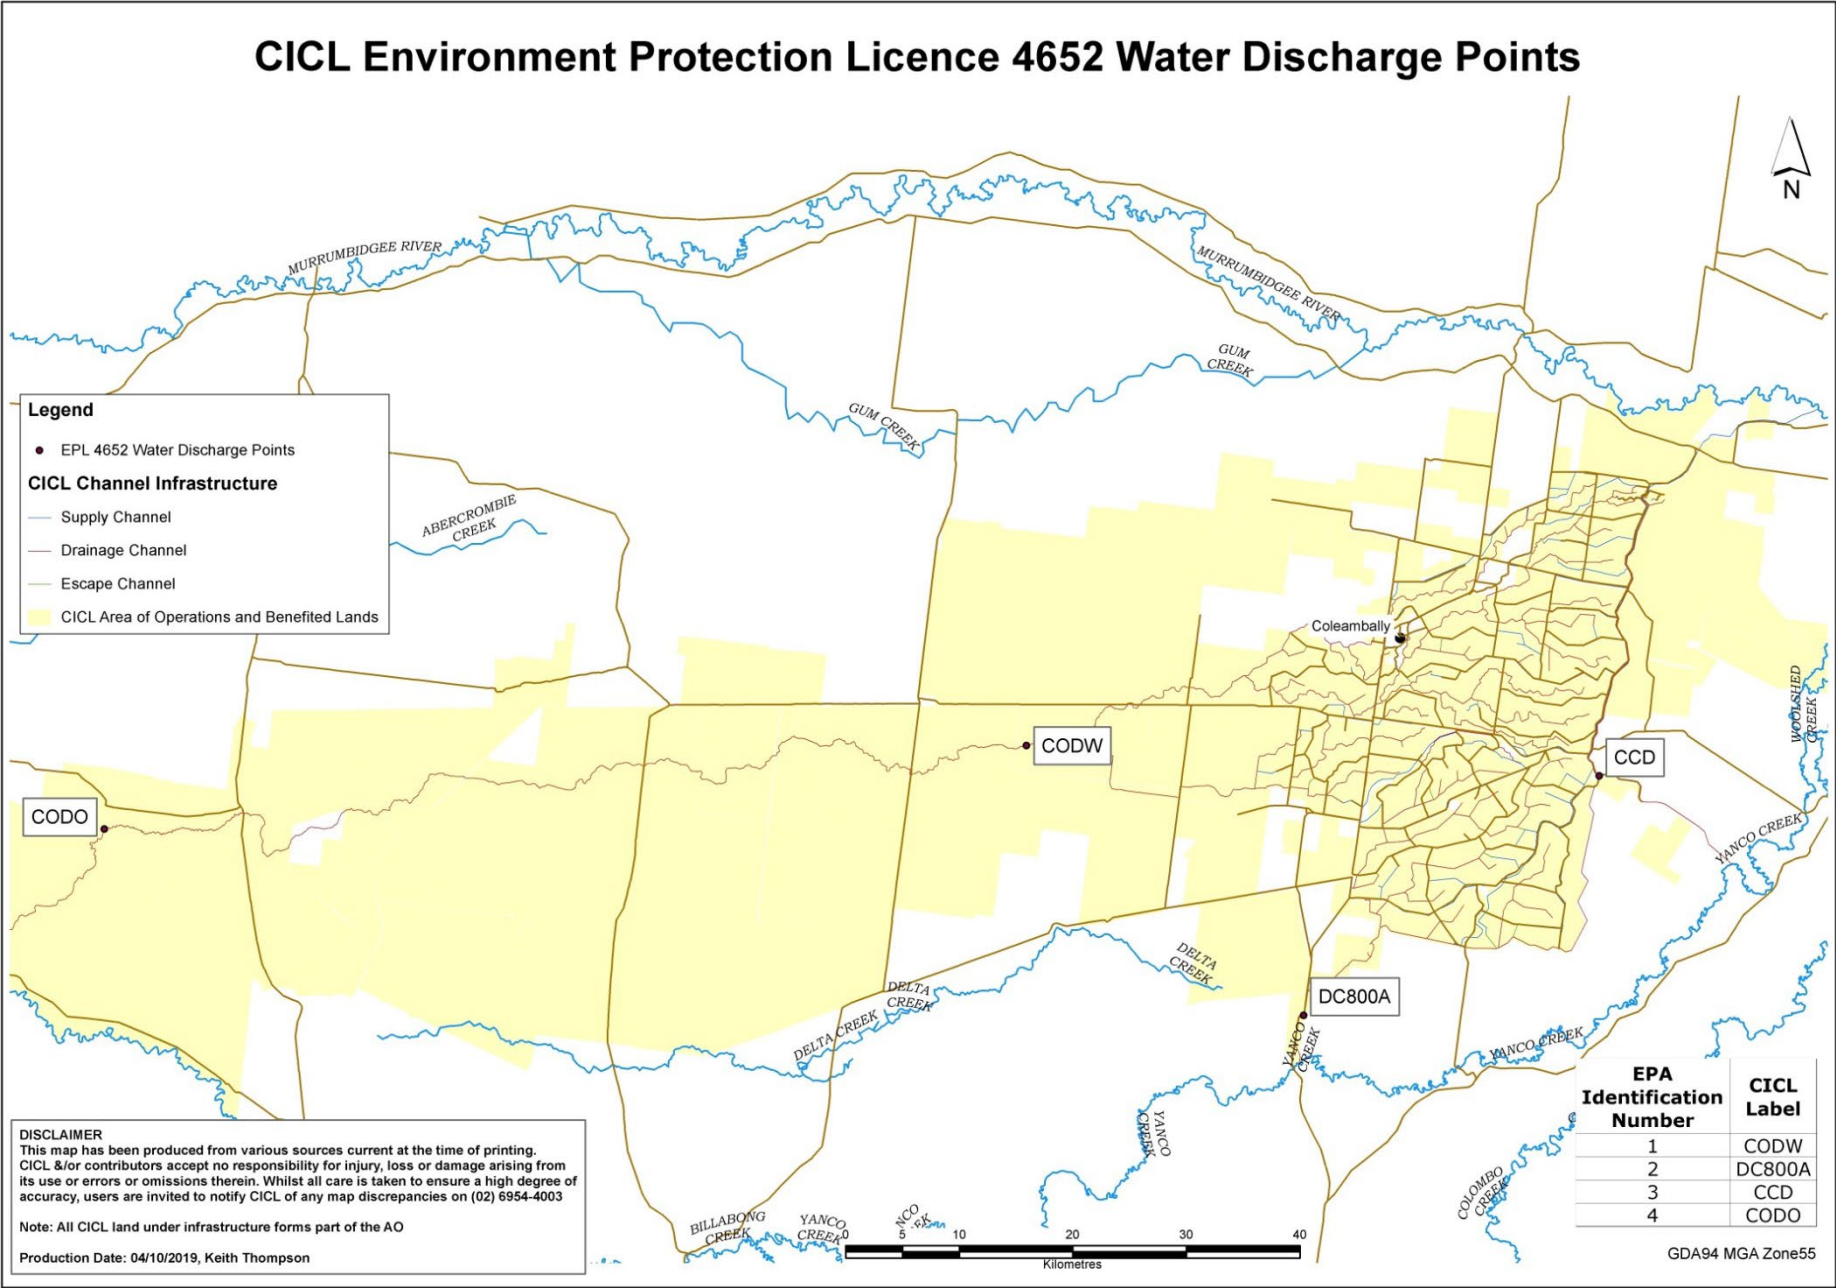 CICL Environment Protection Licence 4652 Water Discharge Points
N
MURRUMBIDGEE RIVER
MURRUMBIDGEE RIVER
GUM
CREEK
GUM CREEK
Legend
EPL 4652 Water Discharge Points
CICL Channel Infrastructure
Supply Channel
Drainage Channel
Escape Channel
CICL Area of Operations and Benefited Lands
ABERCROMBIE
CREEK
Coleambally
WOOLSHED
CREEK
CODW
CCD
CODO
YANCO CREEK
DELTA
CREEK
DELTA
CREEK
DELTA CREEK
DC800A
YANCO
CREEK
YANCO CREEK
YANCO
CREEK
COLOMBO
CREEK
BILLABONG
CREEK
YANCO
CREEK
NCO
EK
EPA
Identification
Number
CICL
Label
1 CODW
2 DC800A
3 CCD
4 CODO
DISCLAIMER
This map has been produced from various sources current at the time of printing.
CICL &/or contributors accept no responsibility for injury, loss or damage arising from
its use or errors or omissions therein. Whilst all care is taken to ensure a high degree of
accuracy, users are invited to notify CICL of any map discrepancies on (02) 6954-4003
Note: All CICL land under infrastructure forms part of the AO
Production Date: 04/10/2019, Keith Thompson
0 5 10 20 30 40
Kilometres
GDA94 MGA Zone55